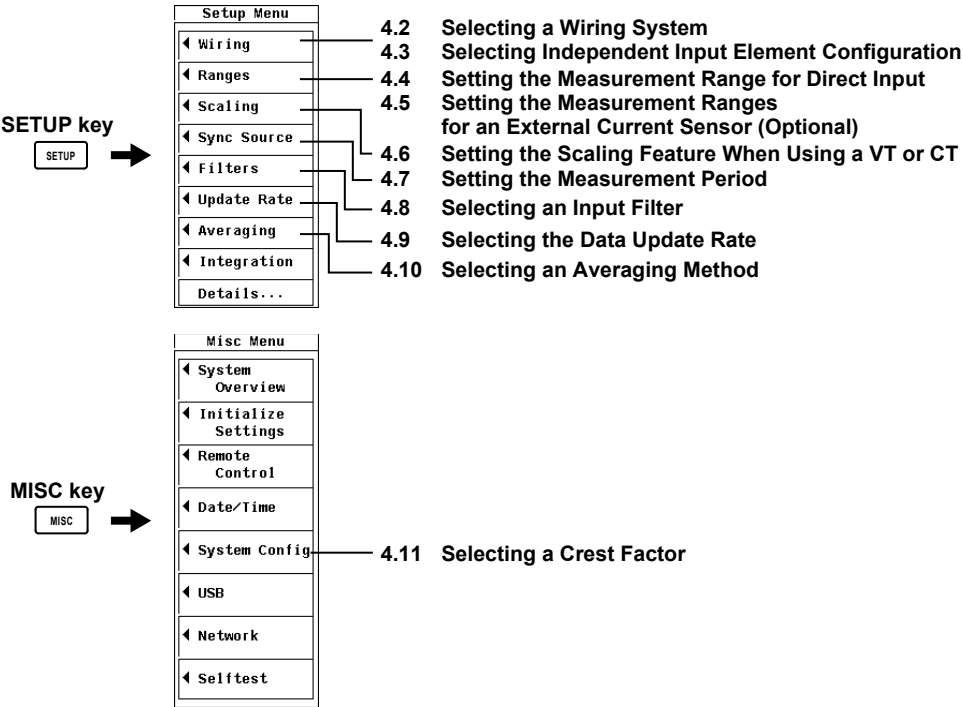 Setup Menu
Wiring
Ranges
Scaling
Sync Source
Filters
Update Rate
Averaging
Integration
Details...
SETUP key
SETUP
4.2 Selecting a Wiring System
4.3 Selecting Independent Input Element Configuration
4.4 Setting the Measurement Range for Direct Input
4.5 Setting the Measurement Ranges
for an External Current Sensor (Optional)
4.6 Setting the Scaling Feature When Using a VT or CT
4.7 Setting the Measurement Period
4.8 Selecting an Input Filter
4.9 Selecting the Data Update Rate
4.10 Selecting an Averaging Method
Misc Menu
System
Overview
Initialize
Settings
Remote
Control
Date/Time
System Config
USB
Network
Selftest
MISC key
MISC
4.11 Selecting a Crest Factor